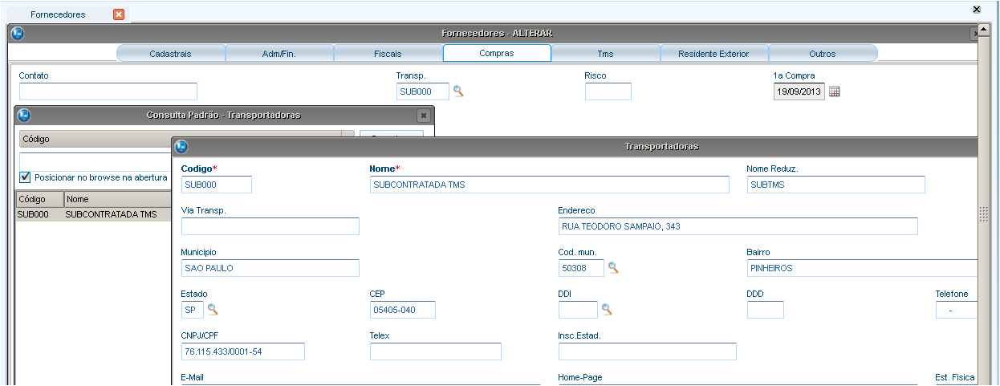 Fornecedores
Fornecedores - ALTERAR
Cadastrais Adm/Fin. Fiscais Compras Tms Residente Exterior Outros
Contato Transp. Risco 1a Compra
SUB000 19/09/2013
Consulta Padrão - Transportadoras
Código
Posicionar no browse na abertura
Código Nome
SUB000 SUBCONTRATADA TMS
Transportadoras
Codigo* Nome* Nome Reduz.
SUB000 SUBCONTRATADA TMS SUBTMS
Via Transp. Endereco
RUA TEODORO SAMPAIO, 343
Municipio Cod. mun. Bairro
SAO PAULO 50308 PINHEIROS
Estado CEP DDI DDD Telefone
SP 05405-040 -
CNPJ/CPF Telex Insc.Estad.
76.115.433/0001-54
E-Mail Home-Page Est. Fisica